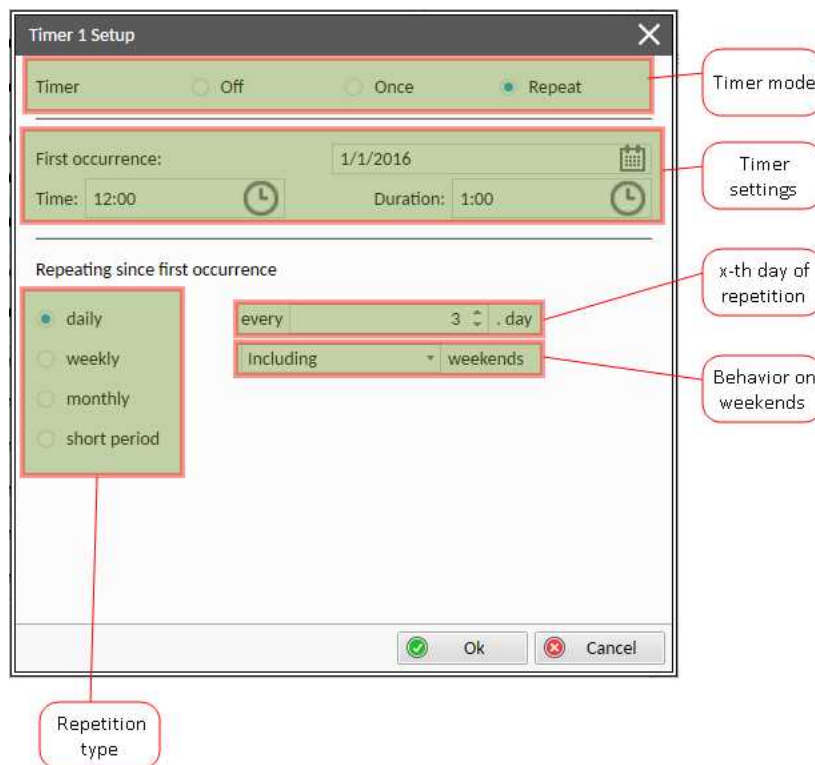 Timer 1 Setup
Timer Off Once Repeat
Timer mode
First occurrence: 1/1/2016
Time: 12:00 Duration: 1:00
Timer
settings
Repeating since first occurrence
daily
weekly
monthly
short period
every 3 . day
Including weekends
x-th day of
repetition
Behavior on
weekends
Ok Cancel
Repetition
type